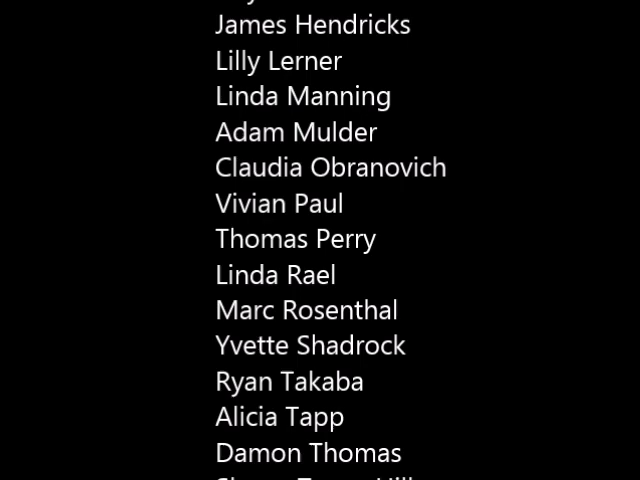 James Hendricks
Lilly Lerner
Linda Manning
Adam Mulder
Claudia Obranovich
Vivian Paul
Thomas Perry
Linda Rael
Marc Rosenthal
Yvette Shadrock
Ryan Takaba
Alicia Tapp
Damon Thomas